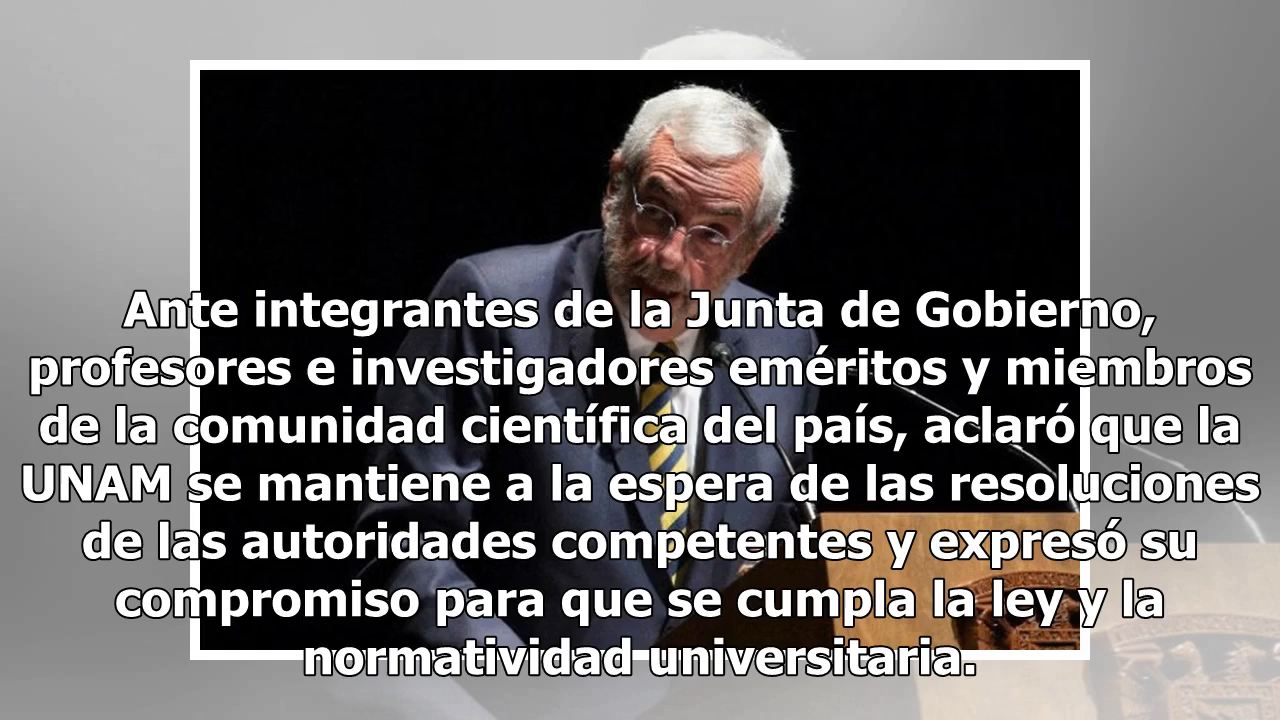 Ante integrantes de la Junta de Gobierno,
profesores e investigadores eméritos y miembros
de la comunidad científica del país, aclaró que la
UNAM se mantiene a la espera de las resoluciones
de las autoridades competentes y expresó su
compromiso para que se cumpla la ley y la
normatividad universitaria.